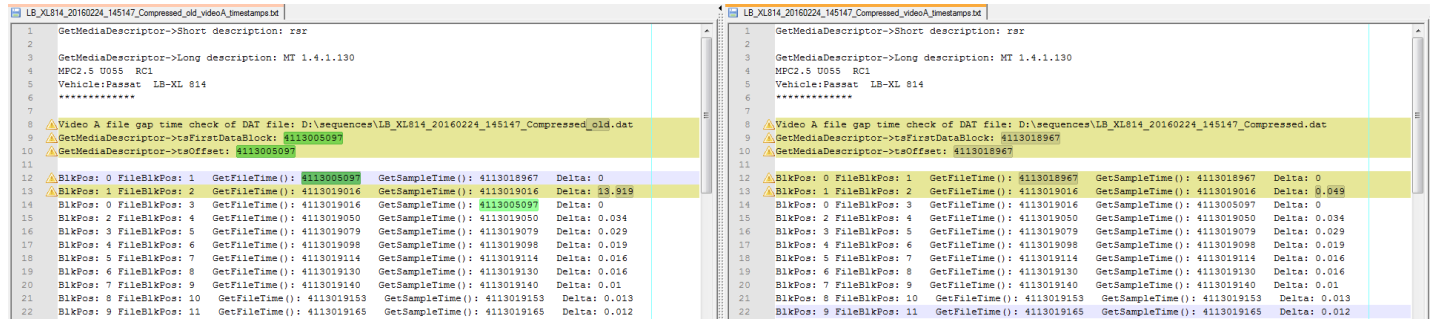 LB_XL814_20160224_145147_Compressed_old_videoA_timestamps.txt
1 GetMediaDescriptor->Short description: rsr
2
3 GetMediaDescriptor->Long description: MT 1.4.1.130
4 MPC2.5 U055  RC1
5 Vehicle:Passat  LB-XL 814
6 *************
7
8 Video A file gap time check of DAT file: D:\sequences\LB_XL814_20160224_145147_Compressed_old.dat
9 GetMediaDescriptor->tsFirstDataBlock: 4113005097
10 GetMediaDescriptor->tsOffset: 4113005097
11
12 BlkPos: 0 FileBlkPos: 1   GetFileTime(): 4113005097   GetSampleTime(): 4113018967   Delta: 0
13 BlkPos: 1 FileBlkPos: 2   GetFileTime(): 4113019016   GetSampleTime(): 4113019016   Delta: 13.919
14 BlkPos: 0 FileBlkPos: 3   GetFileTime(): 4113019016   GetSampleTime(): 4113005097   Delta: 0
15 BlkPos: 2 FileBlkPos: 4   GetFileTime(): 4113019050   GetSampleTime(): 4113019050   Delta: 0.034
16 BlkPos: 3 FileBlkPos: 5   GetFileTime(): 4113019079   GetSampleTime(): 4113019079   Delta: 0.029
17 BlkPos: 4 FileBlkPos: 6   GetFileTime(): 4113019098   GetSampleTime(): 4113019098   Delta: 0.019
18 BlkPos: 5 FileBlkPos: 7   GetFileTime(): 4113019114   GetSampleTime(): 4113019114   Delta: 0.016
19 BlkPos: 6 FileBlkPos: 8   GetFileTime(): 4113019130   GetSampleTime(): 4113019130   Delta: 0.016
20 BlkPos: 7 FileBlkPos: 9   GetFileTime(): 4113019140   GetSampleTime(): 4113019140   Delta: 0.01
21 BlkPos: 8 FileBlkPos: 10   GetFileTime(): 4113019153   GetSampleTime(): 4113019153   Delta: 0.013
22 BlkPos: 9 FileBlkPos: 11   GetFileTime(): 4113019165   GetSampleTime(): 4113019165   Delta: 0.012
LB_XL814_20160224_145147_Compressed_videoA_timestamps.txt
1 GetMediaDescriptor->Short description: rsr
2
3 GetMediaDescriptor->Long description: MT 1.4.1.130
4 MPC2.5 U055  RC1
5 Vehicle:Passat  LB-XL 814
6 *************
7
8 Video A file gap time check of DAT file: D:\sequences\LB_XL814_20160224_145147_Compressed.dat
9 GetMediaDescriptor->tsFirstDataBlock: 4113018967
10 GetMediaDescriptor->tsOffset: 4113018967
11
12 BlkPos: 0 FileBlkPos: 1   GetFileTime(): 4113018967   GetSampleTime(): 4113018967   Delta: 0
13 BlkPos: 1 FileBlkPos: 2   GetFileTime(): 4113019016   GetSampleTime(): 4113019016   Delta: 0.049
14 BlkPos: 0 FileBlkPos: 3   GetFileTime(): 4113019016   GetSampleTime(): 4113005097   Delta: 0
15 BlkPos: 2 FileBlkPos: 4   GetFileTime(): 4113019050   GetSampleTime(): 4113019050   Delta: 0.034
16 BlkPos: 3 FileBlkPos: 5   GetFileTime(): 4113019079   GetSampleTime(): 4113019079   Delta: 0.029
17 BlkPos: 4 FileBlkPos: 6   GetFileTime(): 4113019098   GetSampleTime(): 4113019098   Delta: 0.019
18 BlkPos: 5 FileBlkPos: 7   GetFileTime(): 4113019114   GetSampleTime(): 4113019114   Delta: 0.016
19 BlkPos: 6 FileBlkPos: 8   GetFileTime(): 4113019130   GetSampleTime(): 4113019130   Delta: 0.016
20 BlkPos: 7 FileBlkPos: 9   GetFileTime(): 4113019140   GetSampleTime(): 4113019140   Delta: 0.01
21 BlkPos: 8 FileBlkPos: 10   GetFileTime(): 4113019153   GetSampleTime(): 4113019153   Delta: 0.013
22 BlkPos: 9 FileBlkPos: 11   GetFileTime(): 4113019165   GetSampleTime(): 4113019165   Delta: 0.012